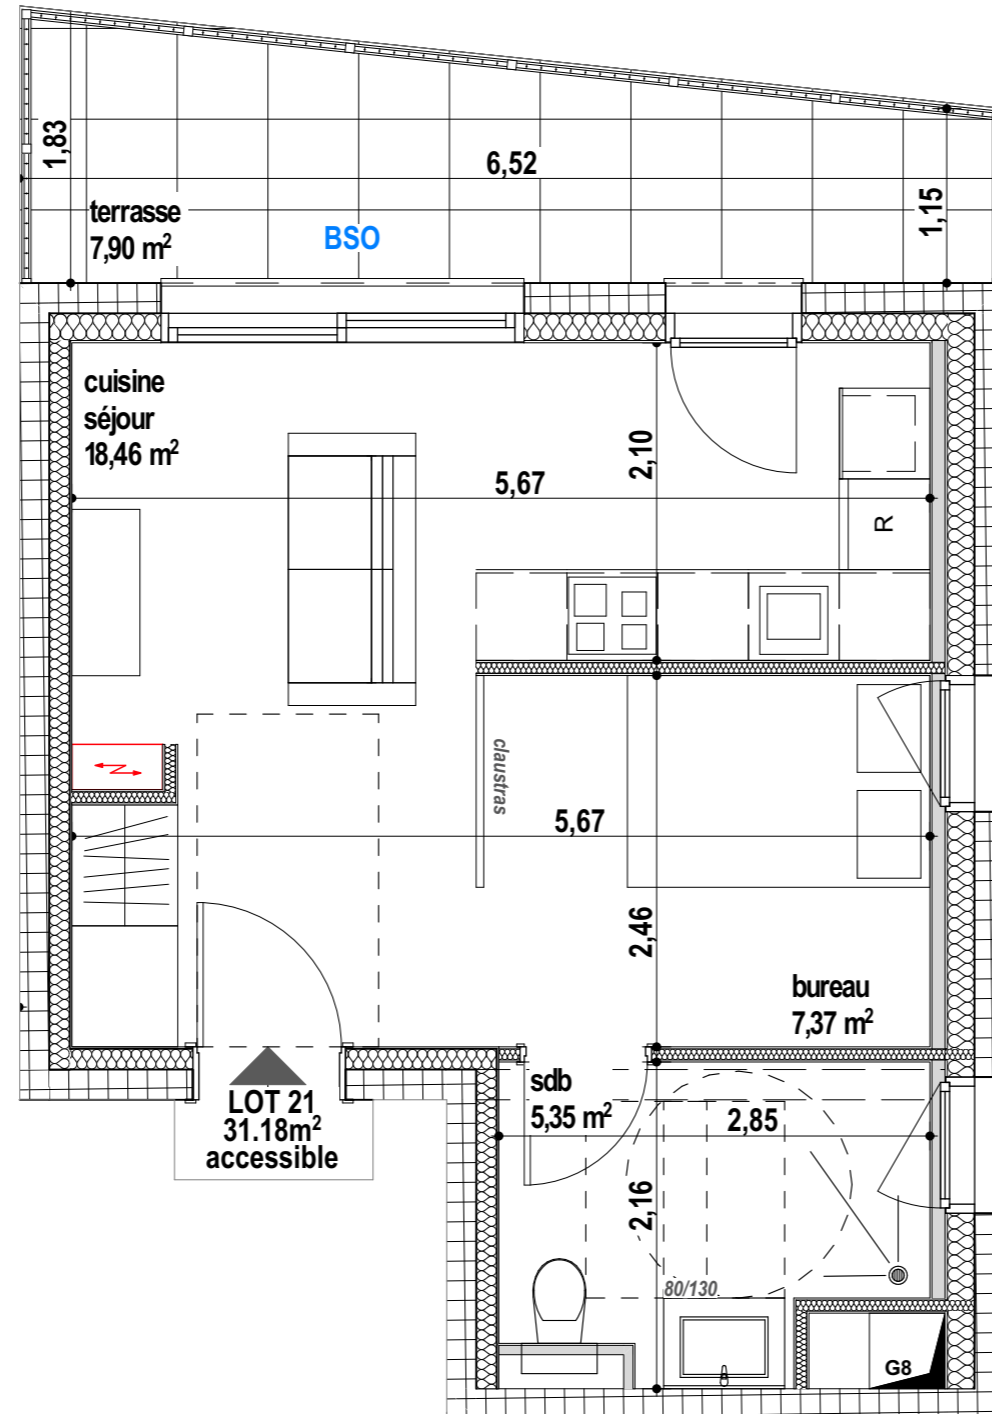 1,83
6,52
1,15
terrasse
7,90 m²
BSO
cuisine
séjour
18,46 m²
2,10
5,67
R
claustras
5,67
2,46
bureau
7,37 m²
LOT 21
31.18m²
accessible
sdb
5,35 m²
2,85
2,16
80/130
G8